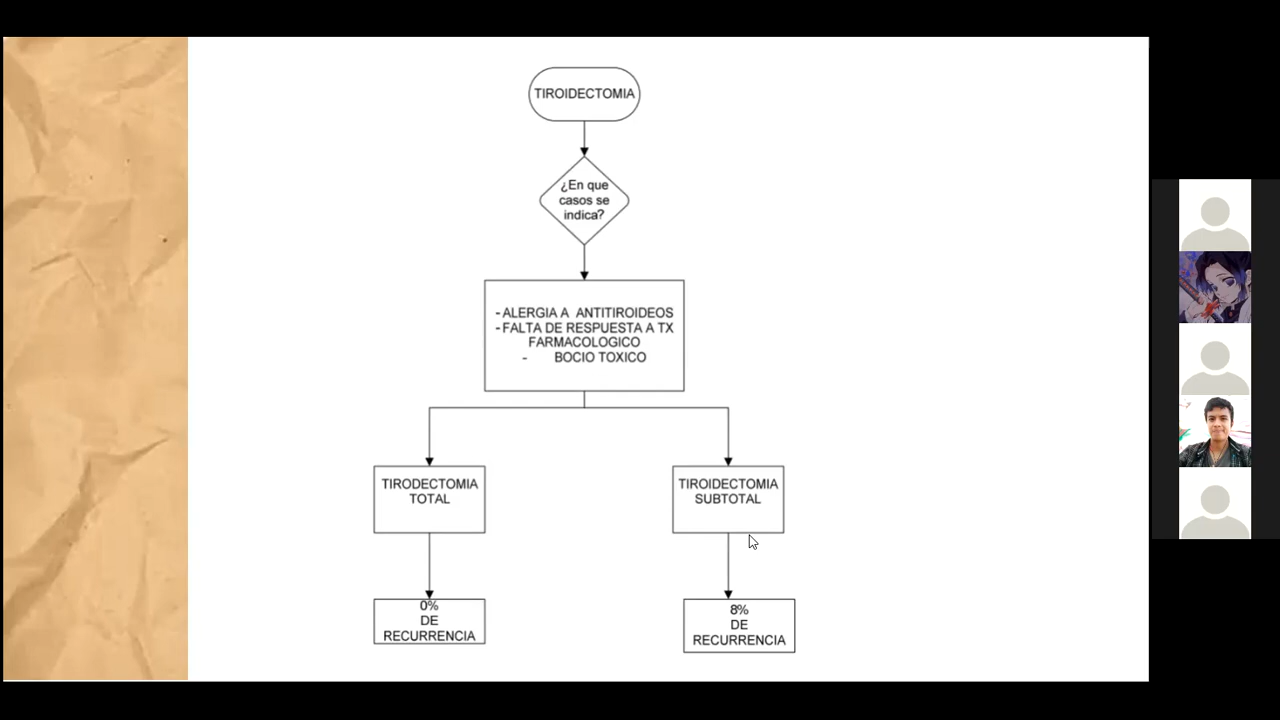 TIROIDECTOMIA
¿En que
casos se
indica?
- ALERGIA A ANTITIROIDEOS
- FALTA DE RESPUESTA A TX
FARMACOLOGICO
- BOCIO TOXICO
TIRODECTOMIA
TOTAL
TIROIDECTOMIA
SUBTOTAL
0%
DE
RECURRENCIA
8%
DE
RECURRENCIA